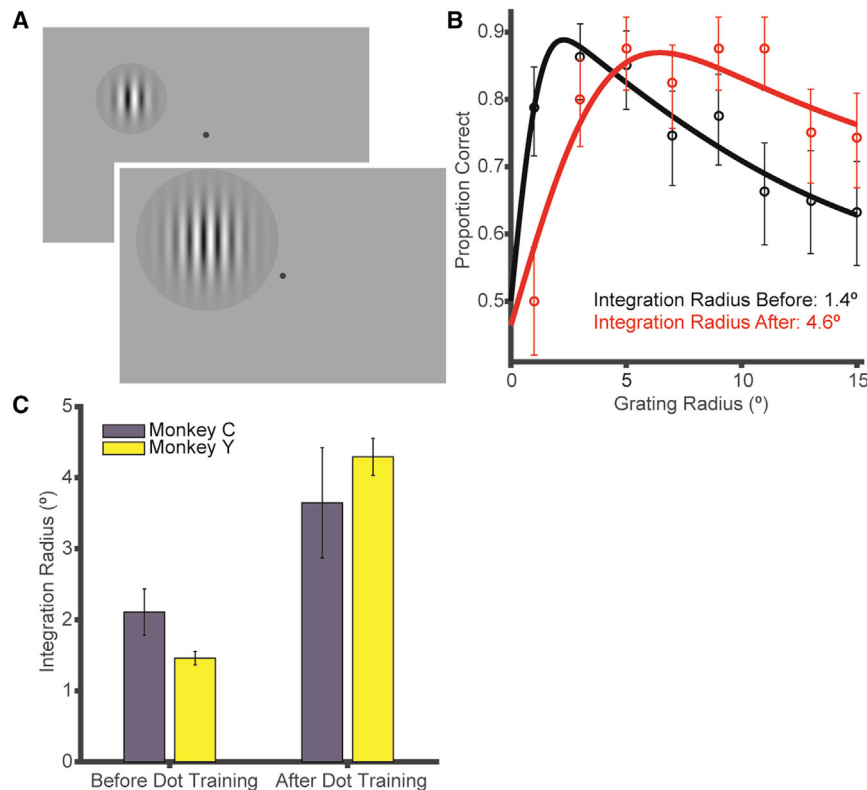 A
B
Proportion Correct
0.9
0.8
0.7
0.6
0.5
Integration Radius Before: 1.4º
Integration Radius After: 4.6º
0
5
10
15
Grating Radius (º)
C
Integration Radius (º)
5
4
3
2
1
0
Monkey C
Monkey Y
Before Dot Training
After Dot Training